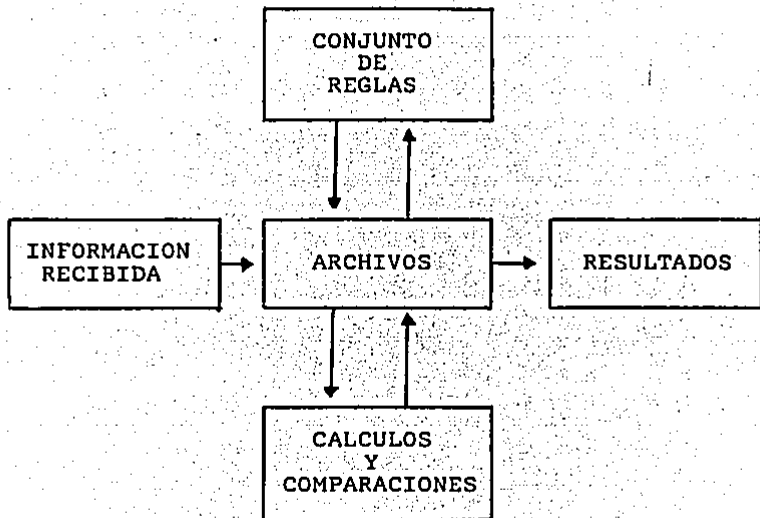 CONJUNTO
DE
REGLAS
INFORMACION
RECIBIDA
ARCHIVOS
RESULTADOS
CALCULOS
Y
COMPARACIONES